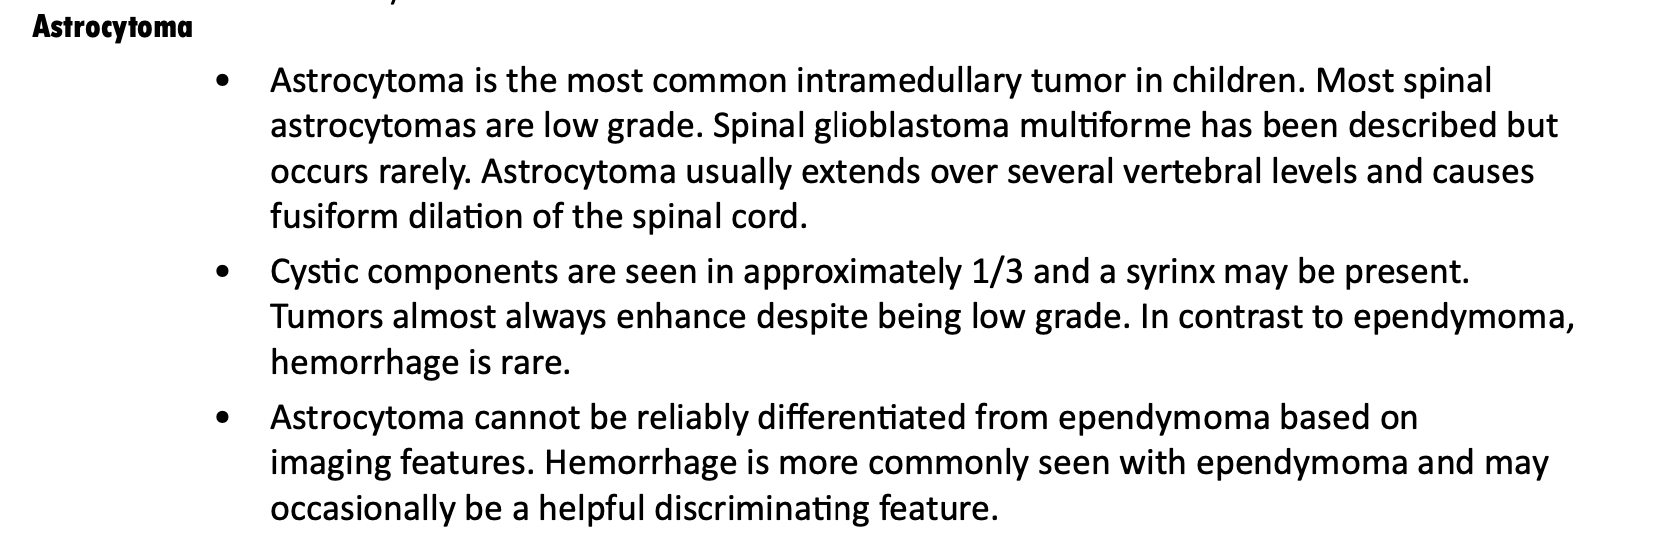 Astrocytoma
• Astrocytoma is the most common intramedullary tumor in children. Most spinal
astrocytomas are low grade. Spinal glioblastoma multiforme has been described but
occurs rarely. Astrocytoma usually extends over several vertebral levels and causes
fusiform dilation of the spinal cord.
• Cystic components are seen in approximately 1/3 and a syrinx may be present.
Tumors almost always enhance despite being low grade. In contrast to ependymoma,
hemorrhage is rare.
• Astrocytoma cannot be reliably differentiated from ependymoma based on
imaging features. Hemorrhage is more commonly seen with ependymoma and may
occasionally be a helpful discriminating feature.